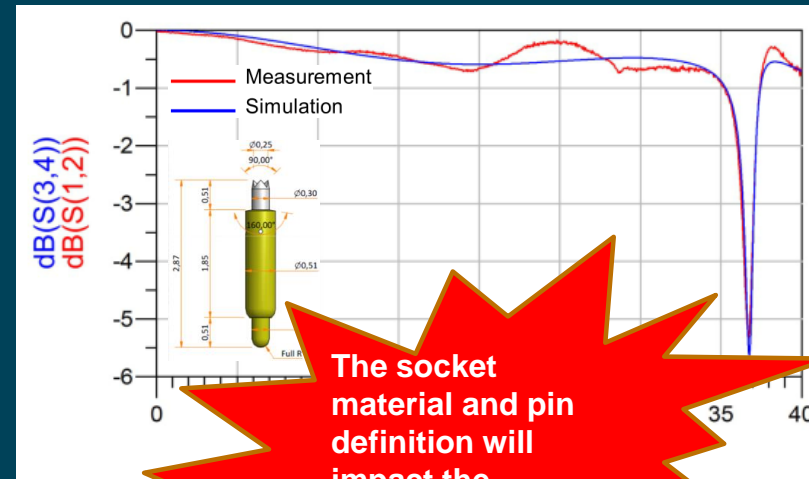 0
-1
-2
-3
-4
-5
-6
dB(S(3,4))
dB(S(1,2))
Measurement
Simulation
Ø0,25
90,00°
0,51
Ø0,30
160,00°
2,87
1,85
Ø0,51
0,51
Full R
0
35
40
The socket
material and pin
definition will
impact the